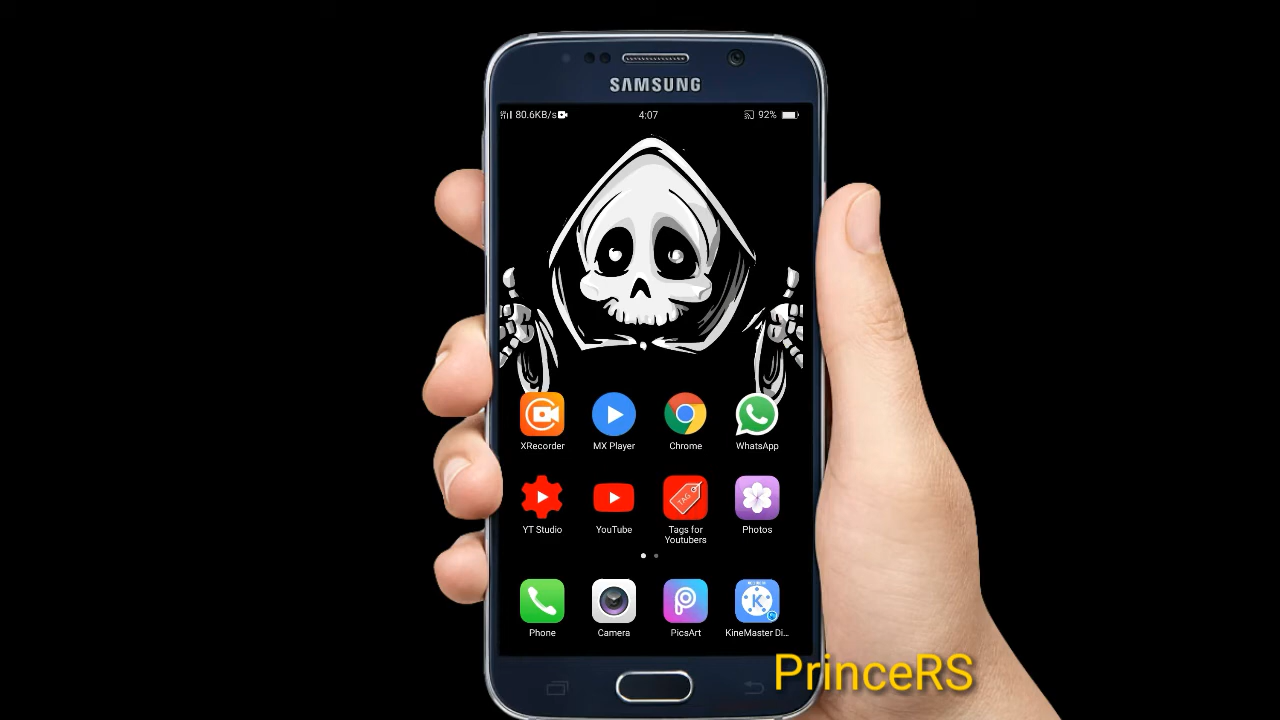 SAMSUNG
80.6KB/s 4:07 92%
XRecorder MX Player Chrome WhatsApp
TAG
YT Studio YouTube Tags for Youtubers Photos
Phone Camera PicsArt KineMaster Di...
PrinceRS